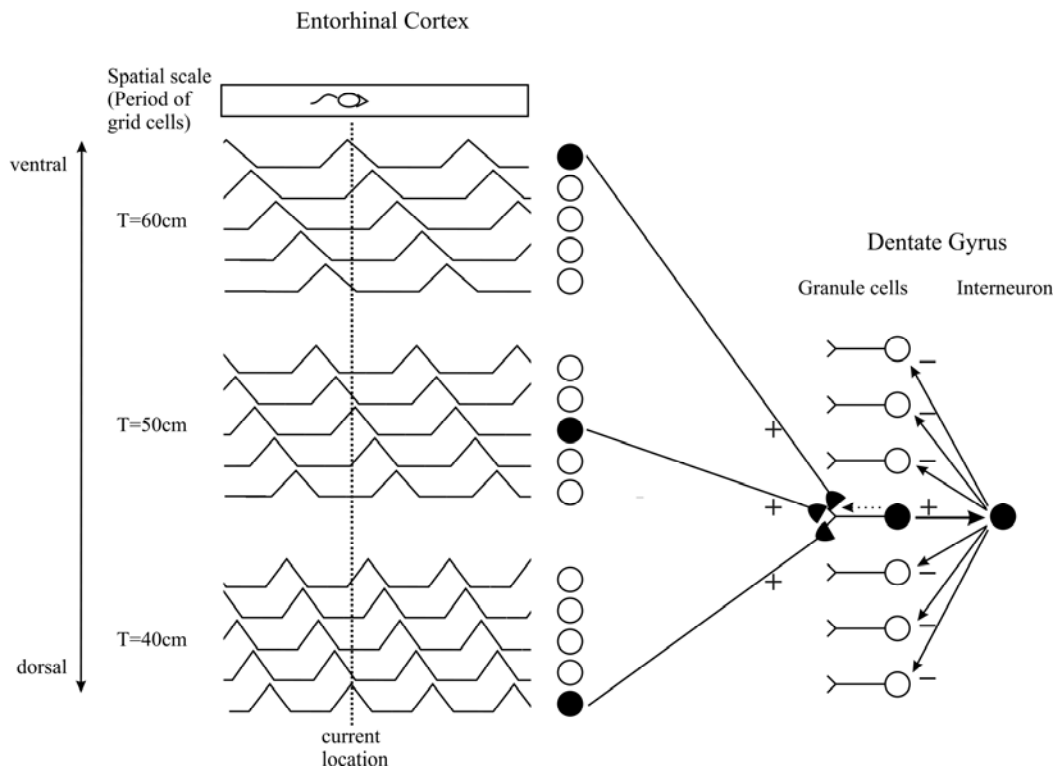 Entorhinal Cortex
Spatial scale
(Period of
grid cells)
ventral
T=60cm
Dentate Gyrus
Granule cells
Interneuron
−
−
T=50cm
+
−
+
+
−
+
−
T=40cm
dorsal
−
current
location